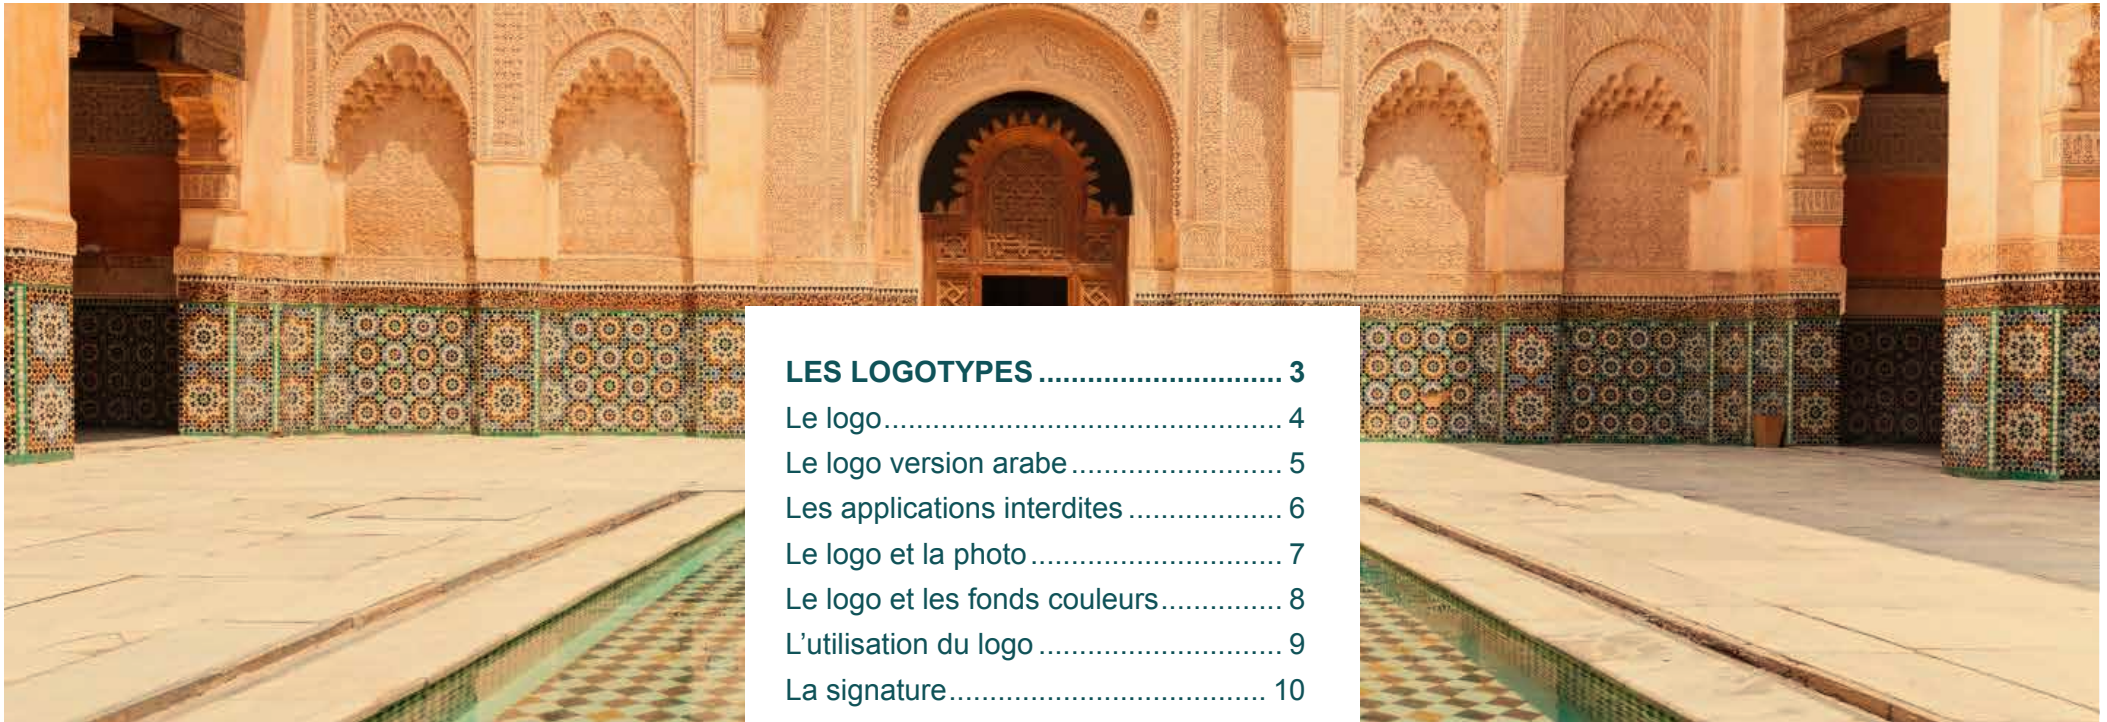 LES LOGOTYPES .............................. 3
Le logo ................................................. 4
Le logo version arabe .......................... 5
Les applications interdites ................... 6
Le logo et la photo ............................... 7
Le logo et les fonds couleurs ............... 8
L’utilisation du logo .............................. 9
La signature ....................................... 10